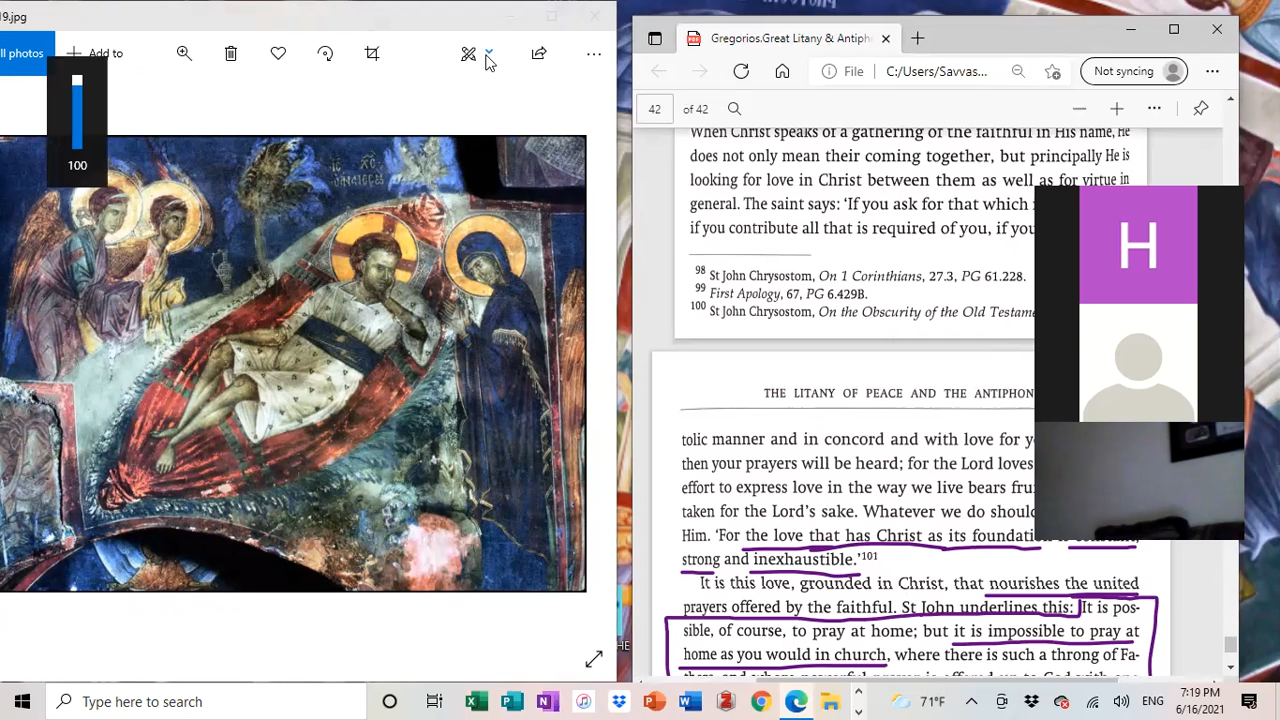 19.jpg
ll photos
Add to
100
Gregorios.Great Litany & Antiph
File
C:/Users/Savvas...
Not syncing
42 of 42
When Christ speaks of a gathering of the faithful in His name, He
does not only mean their coming together, but principally He is
looking for love in Christ between them as well as for virtue in
general. The saint says: ‘If you ask for that which
if you contribute all that is required of you, if you
98 St John Chrysostom, On 1 Corinthians, 27.3, PG 61.228.
99 First Apology, 67, PG 6.429B.
100 St John Chrysostom, On the Obscurity of the Old Testame
H
THE LITANY OF PEACE AND THE ANTIPHON
tolic manner and in concord and with love for
then your prayers will be heard; for the Lord loves
effort to express love in the way we live bears fru
taken for the Lord’s sake. Whatever we do shoul
Him. ‘For the love that has Christ as its foundati
strong and inexhaustible.’101
It is this love, grounded in Christ, that nourishes the united
prayers offered by the faithful. St John underlines this: ‘It is pos-
sible, of course, to pray at home; but it is impossible to pray at
home as you would in church, where there is such a throng of Fa-
HE
Type here to search
71°F
7:19 PM
6/16/2021